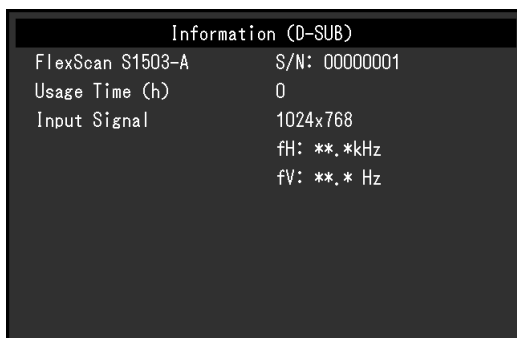 Information (D-SUB)
FlexScan S1503-A S/N: 00000001
Usage Time (h) 0
Input Signal 1024x768
fH: **.*kHz
fV: **.* Hz